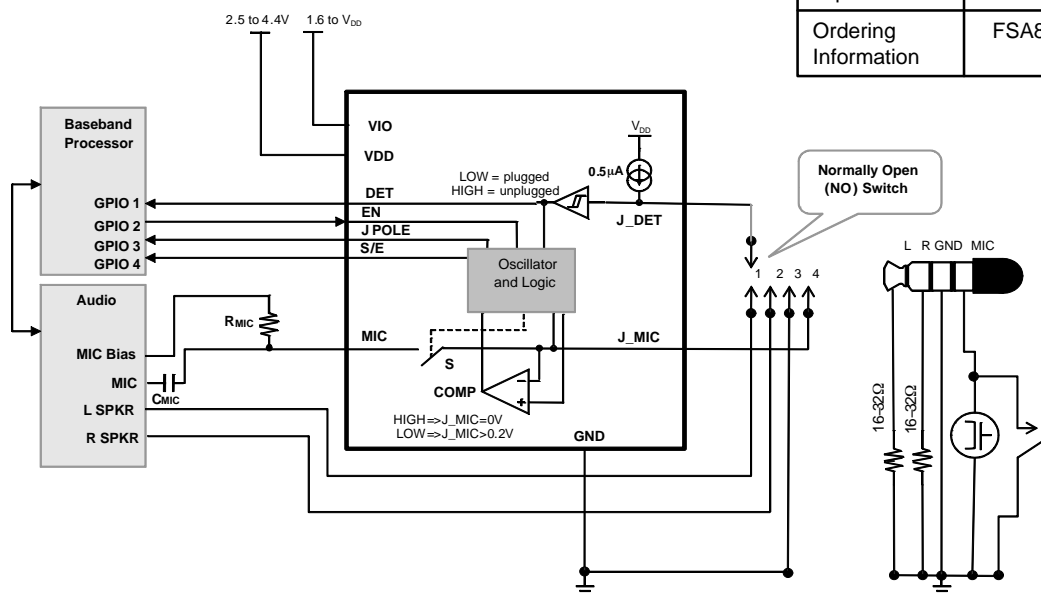 2.5 to 4.4V 1.6 to VDD
Ordering Information FSA8
Baseband Processor
GPIO 1
GPIO 2
GPIO 3
GPIO 4
Audio
MIC Bias
MIC
L SPKR
R SPKR
RMIC
CMIC
VIO
VDD
DET
EN
J POLE
S/E
MIC
LOW = plugged
HIGH = unplugged
VDD
0.5µA
J_DET
Oscillator and Logic
S
J_MIC
COMP
−
+
HIGH=>J_MIC=0V
LOW=>J_MIC>0.2V
GND
Normally Open (NO) Switch
1 2 3 4
L R GND MIC
16-32Ω
16-32Ω